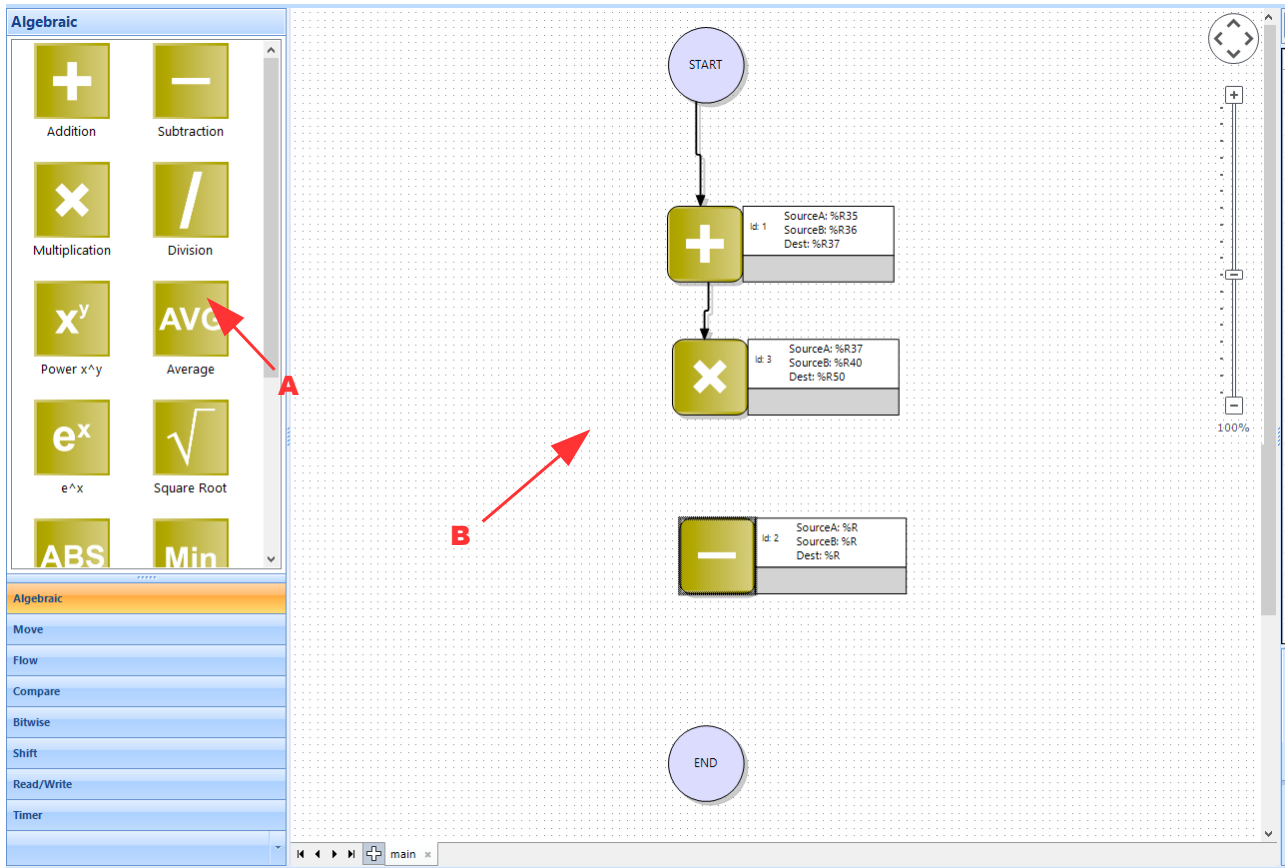 Algebraic
Addition
Subtraction
Multiplication
Division
x^y
AVG
Power x^y
Average
A
e^x
e^x
Square Root
ABS
Min
Algebraic
Move
Flow
Compare
Bitwise
Shift
Read/Write
Timer
START
Id: 1
SourceA: %R35
SourceB: %R36
Dest: %R37
Id: 3
SourceA: %R37
SourceB: %R40
Dest: %R50
B
Id: 2
SourceA: %R
SourceB: %R
Dest: %R
END
100%
main